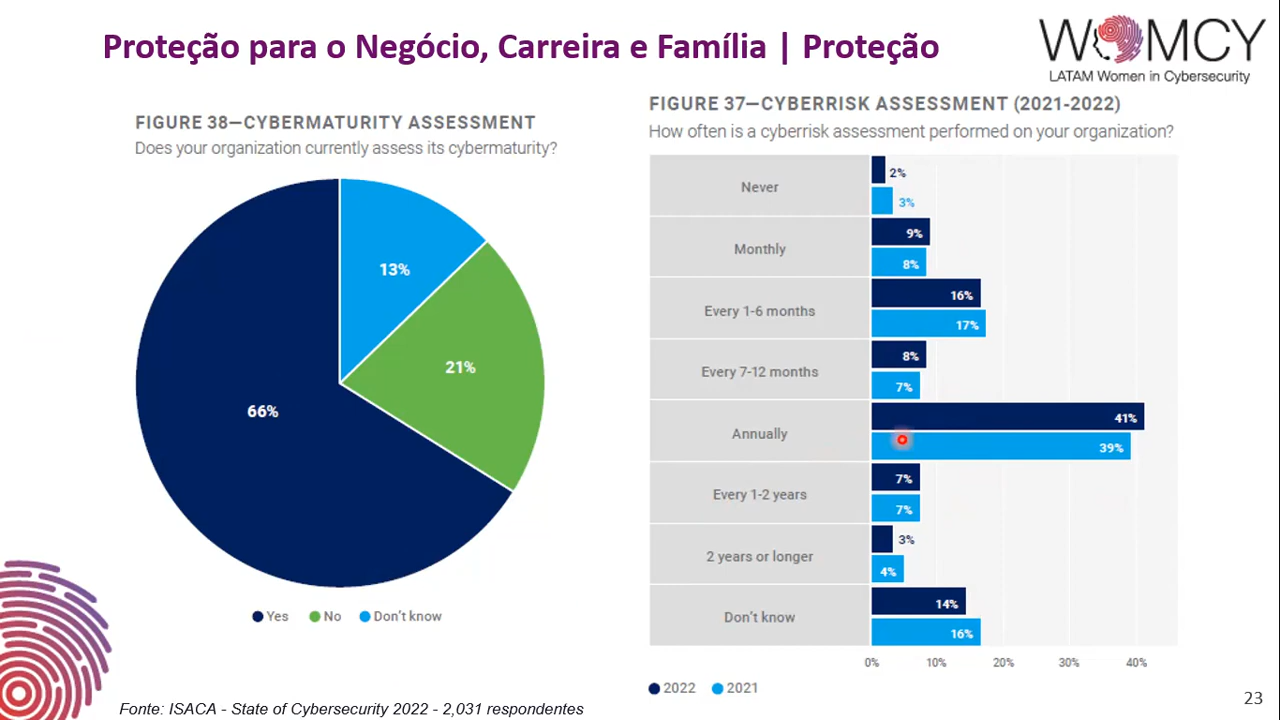 Proteção para o Negócio, Carreira e Família | Proteção
WOMCY
LATAM Women in Cybersecurity
FIGURE 38—CYBERMATURITY ASSESSMENT
Does your organization currently assess its cybermaturity?
13%
21%
66%
Yes No Don't know
FIGURE 37—CYBERRISK ASSESSMENT (2021-2022)
How often is a cyberrisk assessment performed on your organization?
Never
2%
3%
Monthly
9%
8%
Every 1-6 months
16%
17%
Every 7-12 months
8%
7%
Annually
41%
39%
Every 1-2 years
7%
7%
2 years or longer
3%
4%
Don't know
14%
16%
0% 10% 20% 30% 40%
2022 2021
Fonte: ISACA - State of Cybersecurity 2022 - 2,031 respondentes
23